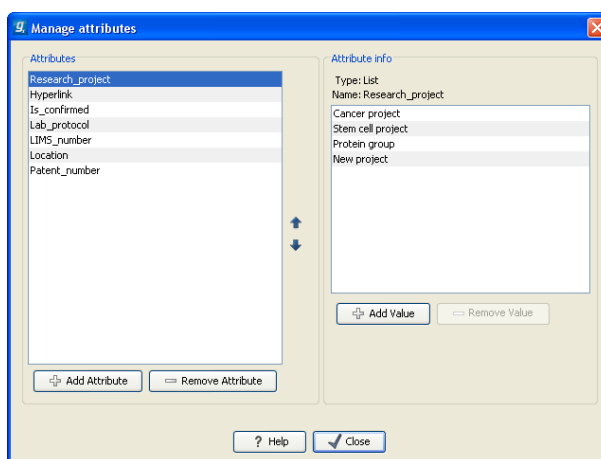 Manage attributes
Attributes
Research_project
Hyperlink
Is_confirmed
Lab_protocol
LIMS_number
Location
Patent_number
Add Attribute
Remove Attribute
Attribute info
Type: List
Name: Research_project
Cancer project
Stem cell project
Protein group
New project
Add Value
Remove Value
? Help
Close